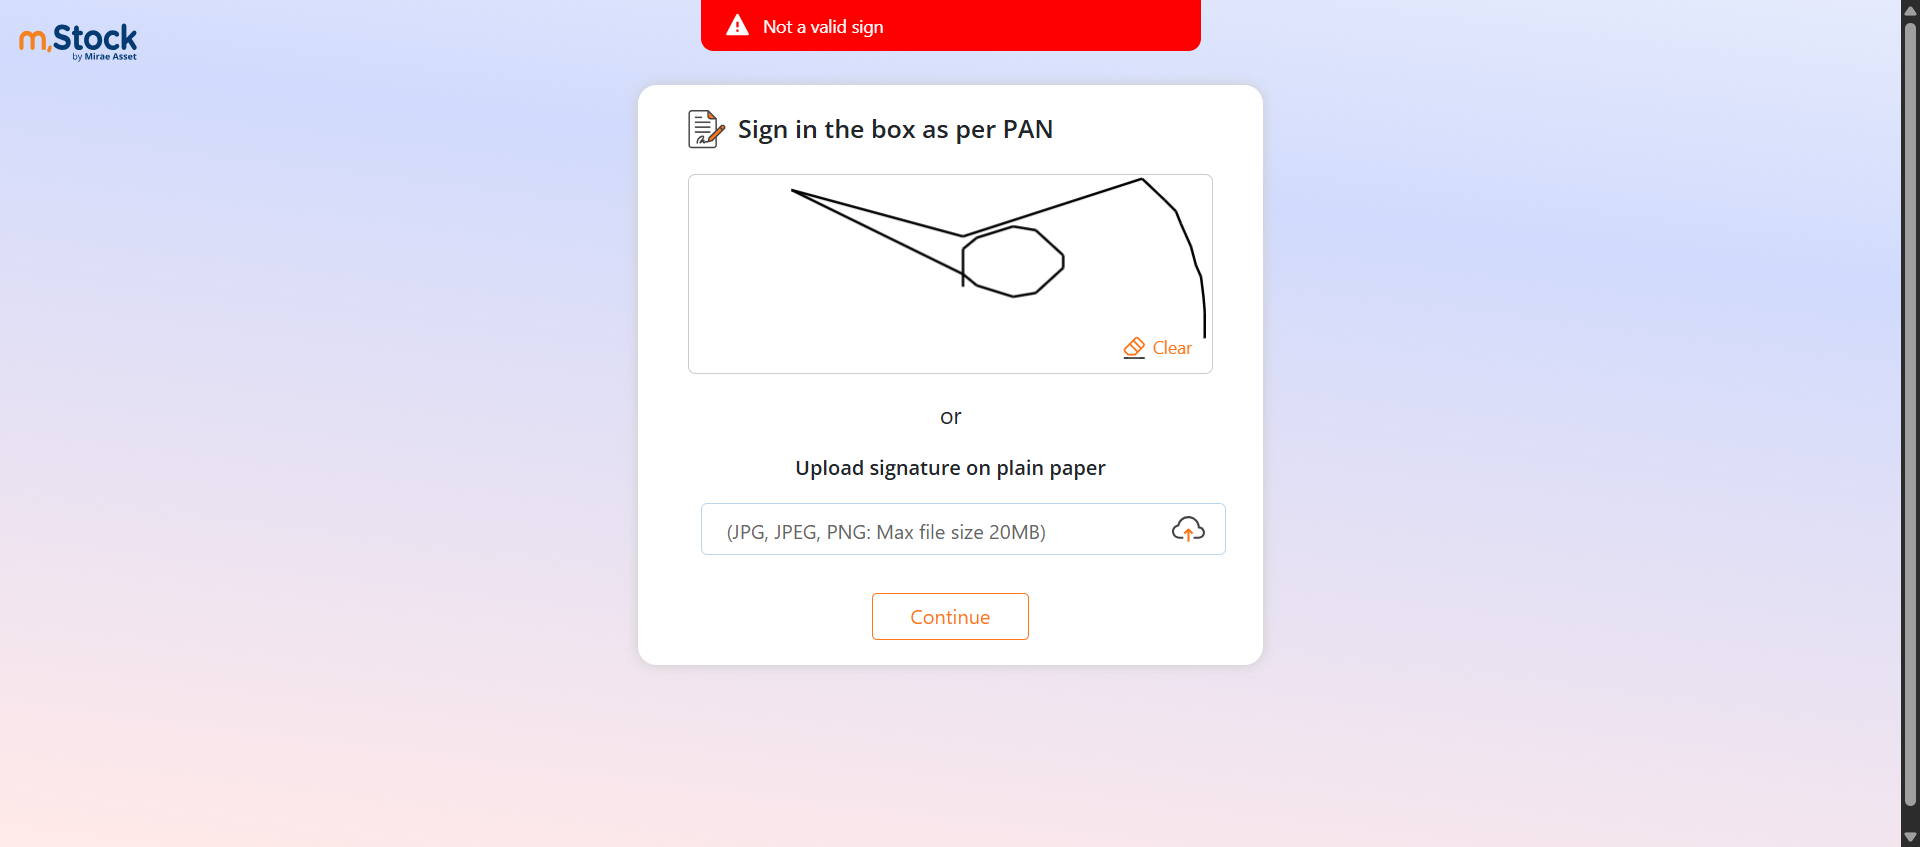 m.Stock
by Mirae Asset
Not a valid sign
Sign in the box as per PAN
Clear
or
Upload signature on plain paper
(JPG, JPEG, PNG: Max file size 20MB)
Continue